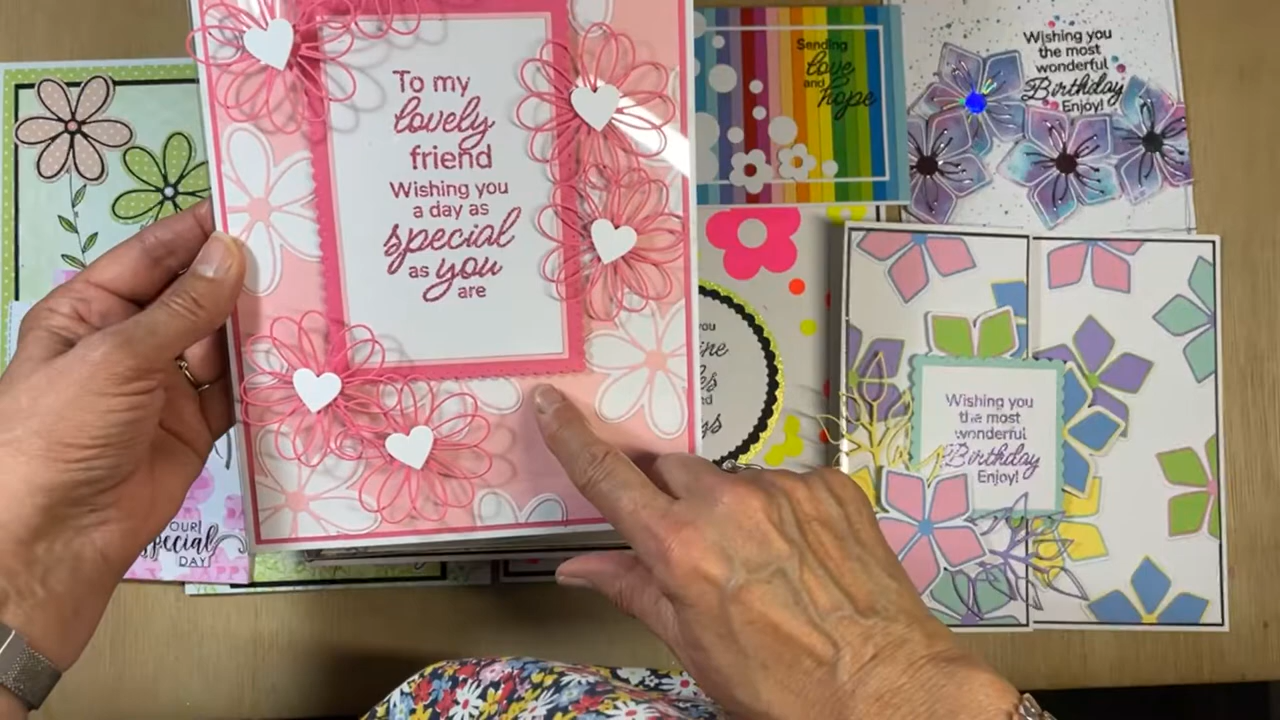 To my
lovely
friend
Wishing you
a day as
special
as you
are
Sending
love
and
hope
Wishing you
the most
wonderful
Birthday
Enjoy!
Wishing you
the most
wonderful
Birthday
Enjoy!
special
DAY